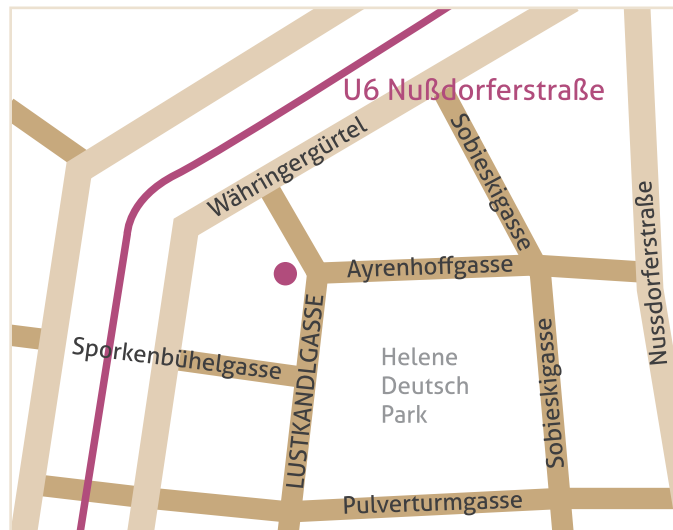 U6 Nußdorferstraße
Währingergürtel
Sobieskigasse
Nussdorferstraße
Ayrenhoffgasse
LUSTKANDLGASSE
Sporkenbühelgasse
Helene
Deutsch
Park
Sobieskigasse
Pulverturmgasse